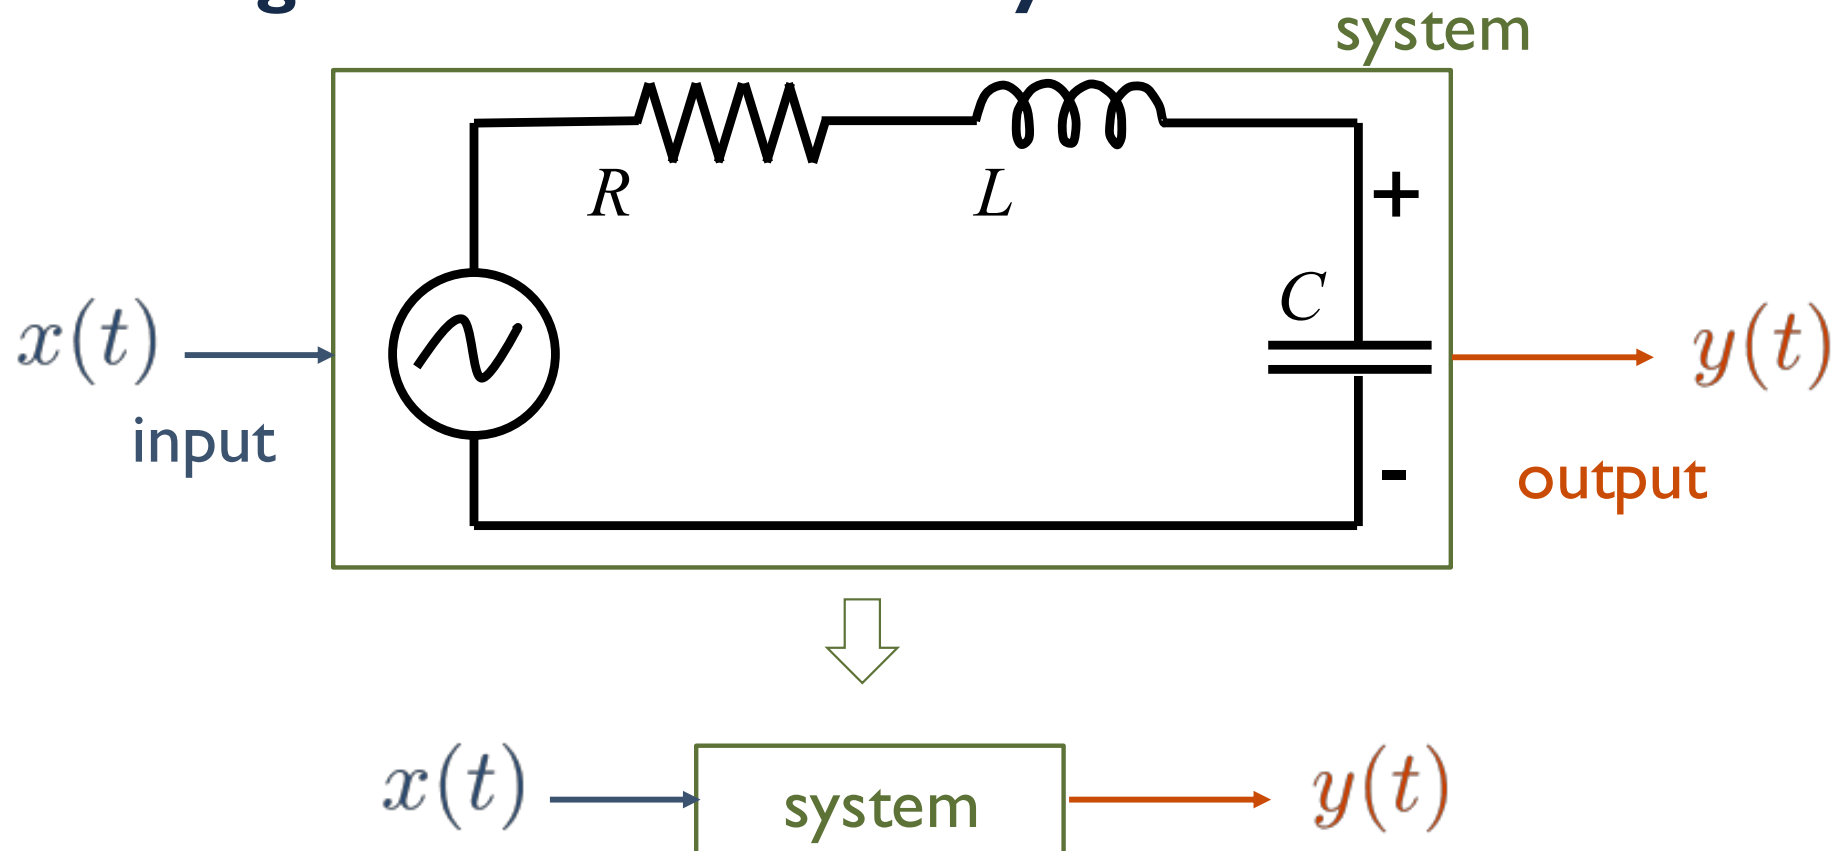 system
R
L
+
C
x(t)
y(t)
input
-
output
x(t)
system
y(t)